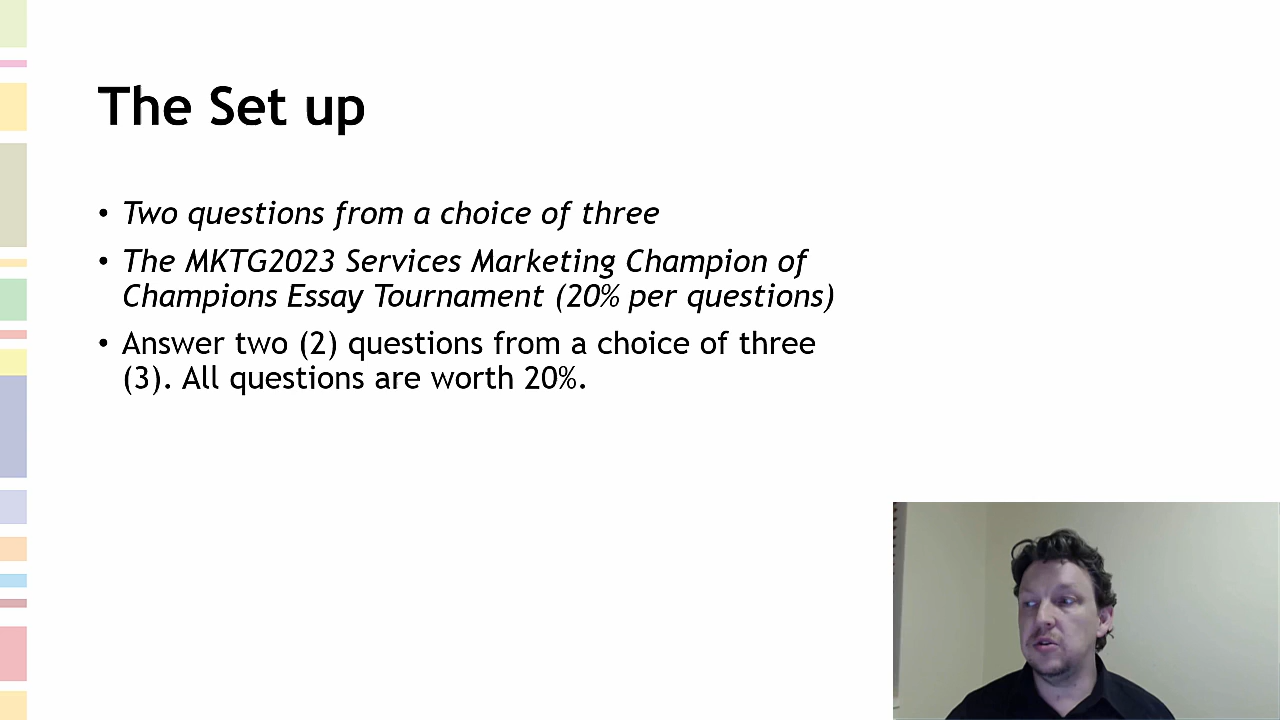 The Set up
• Two questions from a choice of three
• The MKTG2023 Services Marketing Champion of
Champions Essay Tournament (20% per questions)
• Answer two (2) questions from a choice of three
(3). All questions are worth 20%.